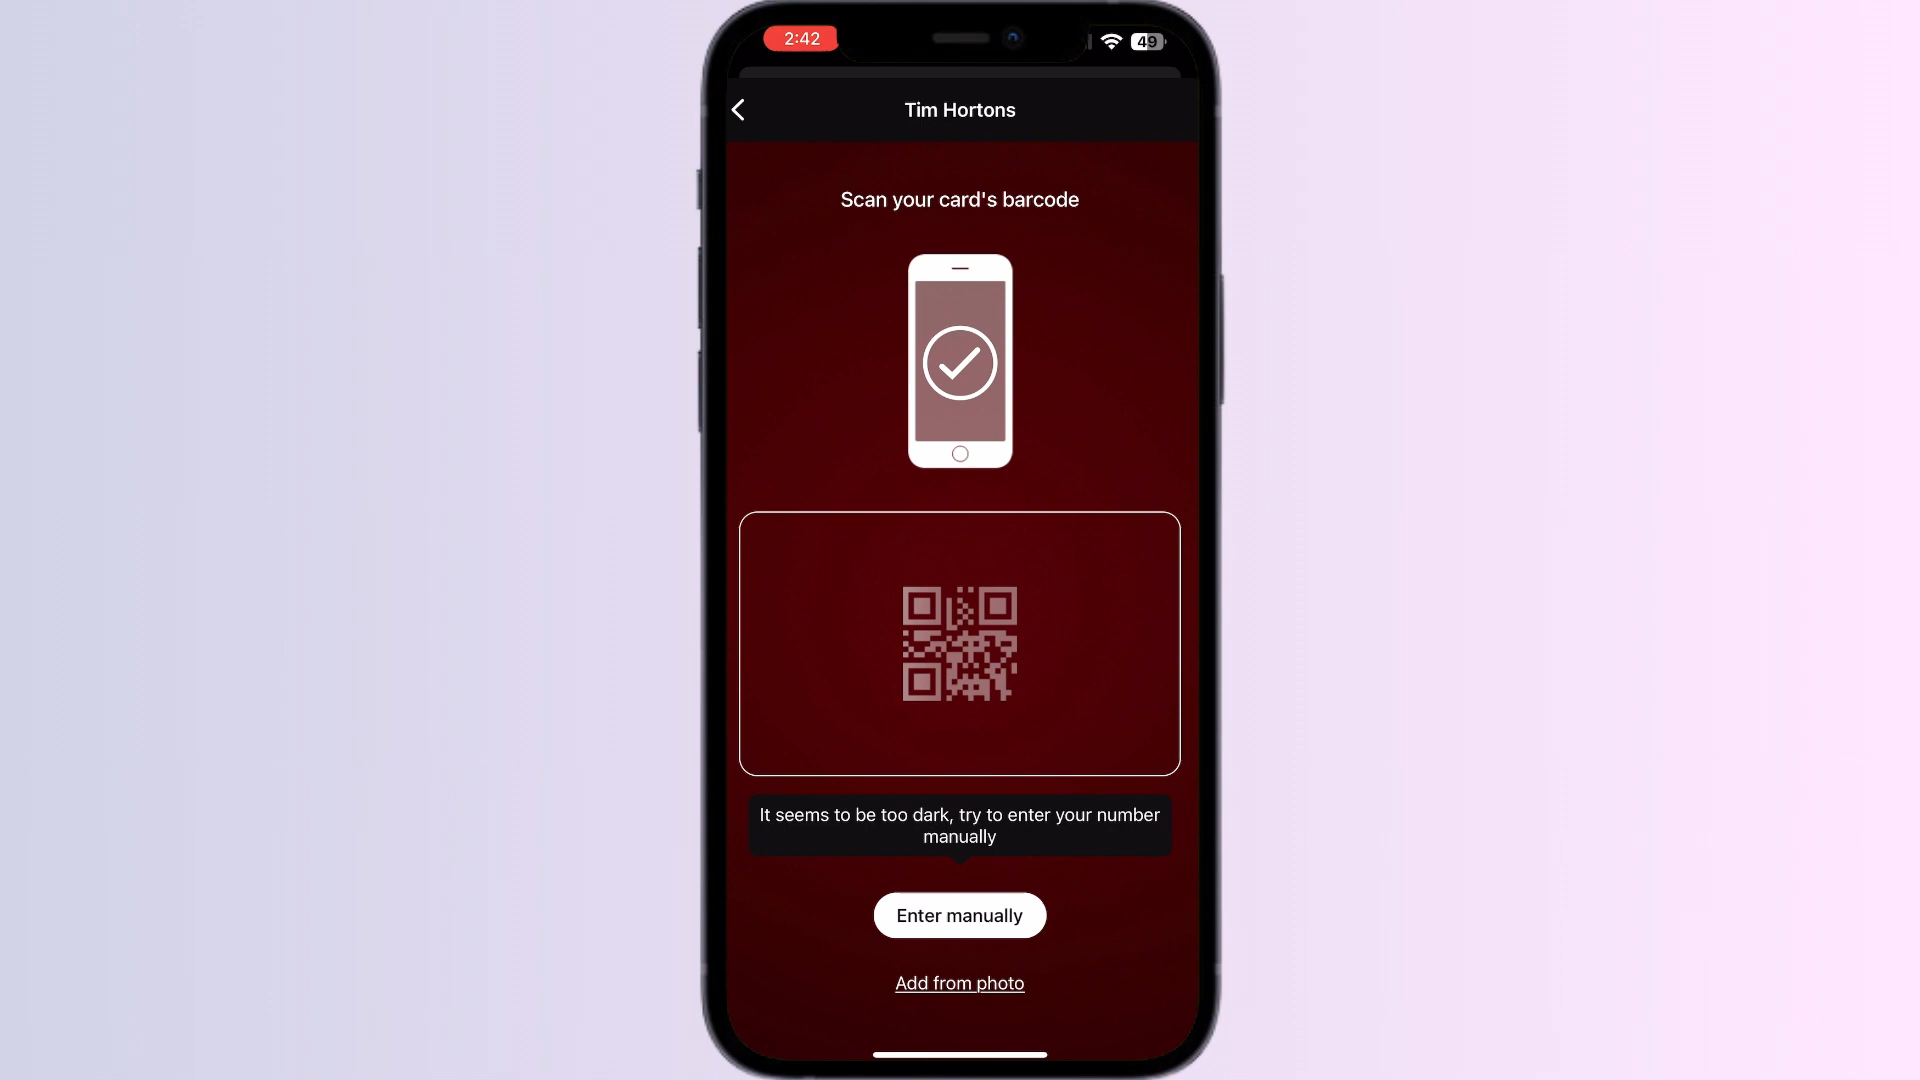 2:42
49
Tim Hortons
Scan your card's barcode
It seems to be too dark, try to enter your number
manually
Enter manually
Add from photo